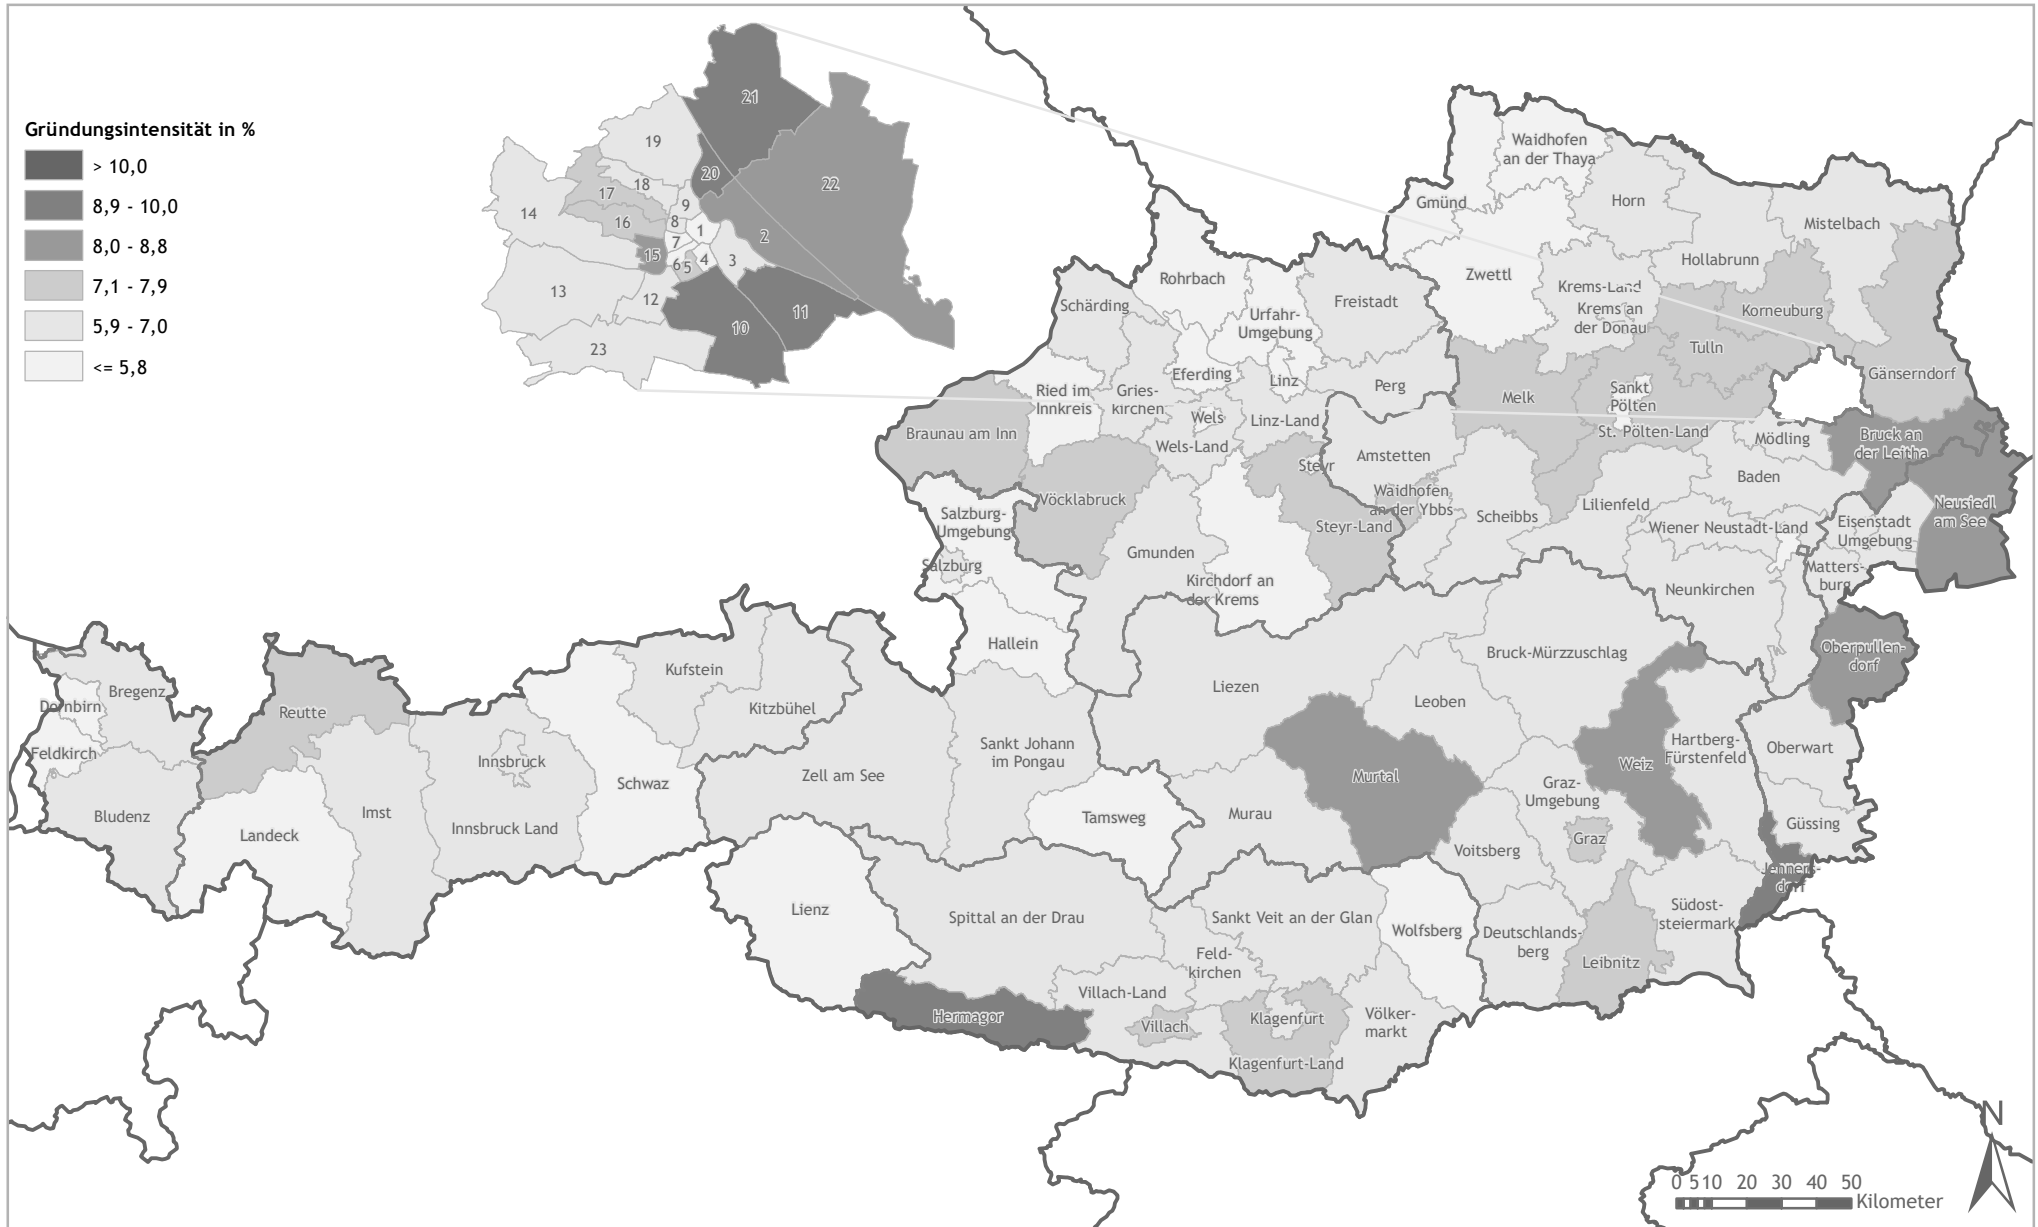 Gründungsintensität in %
> 10,0
8,9 - 10,0
8,0 - 8,8
7,1 - 7,9
5,9 - 7,0
<= 5,8
21
19
20
22
18
17
9
14
16
8
1
2
7
15
6
5
4
3
13
12
11
10
23
Waidhofen
an der Thaya
Gmünd
Horn
Mistelbach
Hollabrunn
Zwettl
Rohrbach
Krems-Land
Krems an
der Donau
Korneuburg
Schärding
Freistadt
Urfahr-
Umgebung
Tulln
Eferding
Linz
Perg
Gänserndorf
Ried im
Innkreis
Gries-
kirchen
Melk
Sankt
Pölten
Wels
Linz-Land
Braunau am Inn
Wels-Land
St. Pölten-Land
Mödling
Bruck an
der Leitha
Amstetten
Steyr
Baden
Vöcklabruck
Waidhofen
an der Ybbs
Lilienfeld
Neusiedl
am See
Salzburg-
Umgebung
Scheibbs
Steyr-Land
Wiener Neustadt-Land
Eisenstadt
Umgebung
Gmunden
Salzburg
Matters-
burg
Kirchdorf an
der Krems
Neunkirchen
Hallein
Oberpullen-
dorf
Bruck-Mürzzuschlag
Kufstein
Bregenz
Liezen
Dornbirn
Reutte
Kitzbühel
Leoben
Feldkirch
Innsbruck
Sankt Johann
im Pongau
Hartberg-
Fürstenfeld
Oberwart
Schwaz
Zell am See
Murtal
Weiz
Graz-
Umgebung
Bludenz
Imst
Innsbruck Land
Landeck
Tamsweg
Murau
Graz
Güssing
Voitsberg
Jenners-
dorf
Lienz
Spittal an der Drau
Sankt Veit an der Glan
Wolfsberg
Deutschlands-
berg
Südost-
steiermark
Feld-
kirchen
Leibnitz
Villach-Land
Hermagor
Villach
Klagenfurt
Völker-
markt
Klagenfurt-Land
N
0 5 10 20 30 40 50
Kilometer